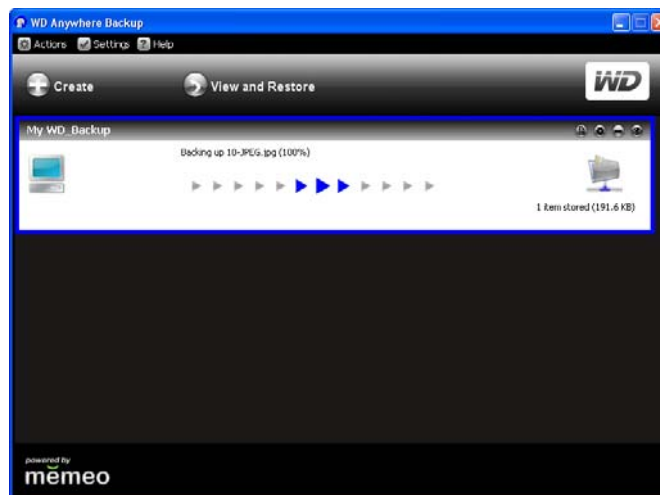 WD Anywhere Backup
Actions Settings Help
Create View and Restore WD
My WD_Backup
Backing up 10-JPEG.jpg (100%)
1 item stored (191.6 KB)
powered by
memeo